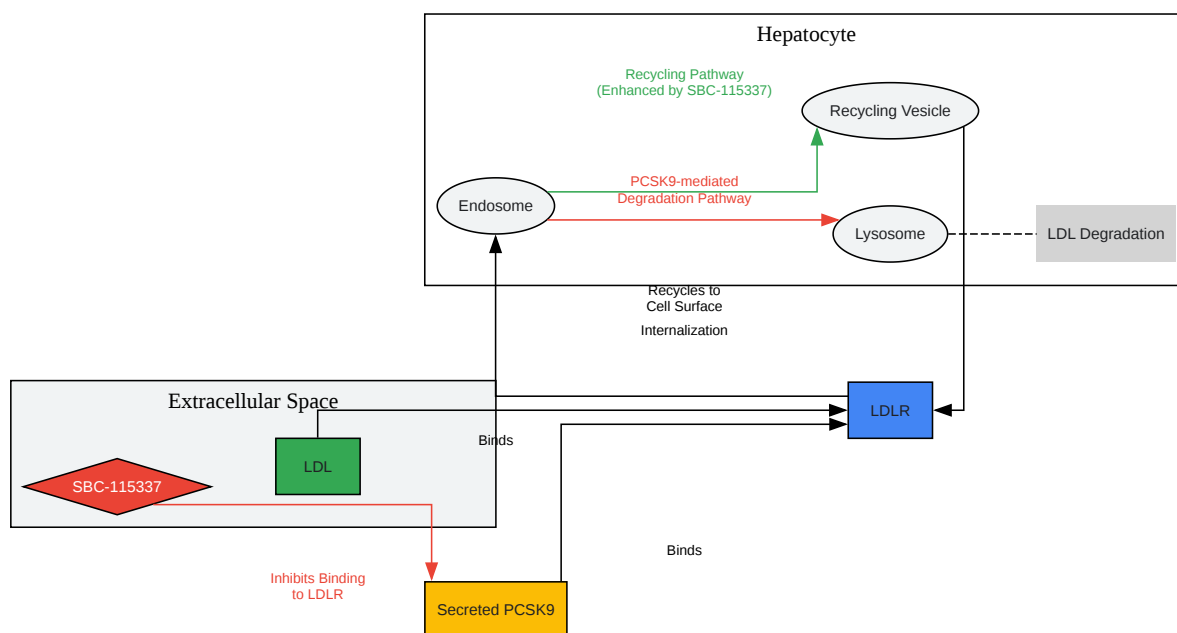 Hepatocyte
Recycling Pathway
(Enhanced by SBC-115337)
Recycling Vesicle
PCSK9-mediated
Degradation Pathway
Endosome
Lysosome
LDL Degradation
Recycles to
Cell Surface
Internalization
Extracellular Space
LDLR
Binds
LDL
SBC-115337
Binds
Inhibits Binding
to LDLR
Secreted PCSK9